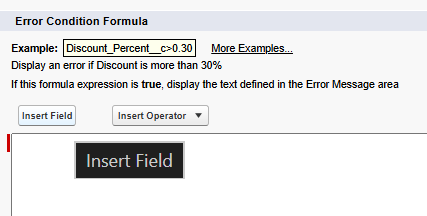 Error Condition Formula
Example: Discount_Percent__c>0.30 More Examples...
Display an error if Discount is more than 30%
If this formula expression is true, display the text defined in the Error Message area
Insert Field Insert Operator
Insert Field